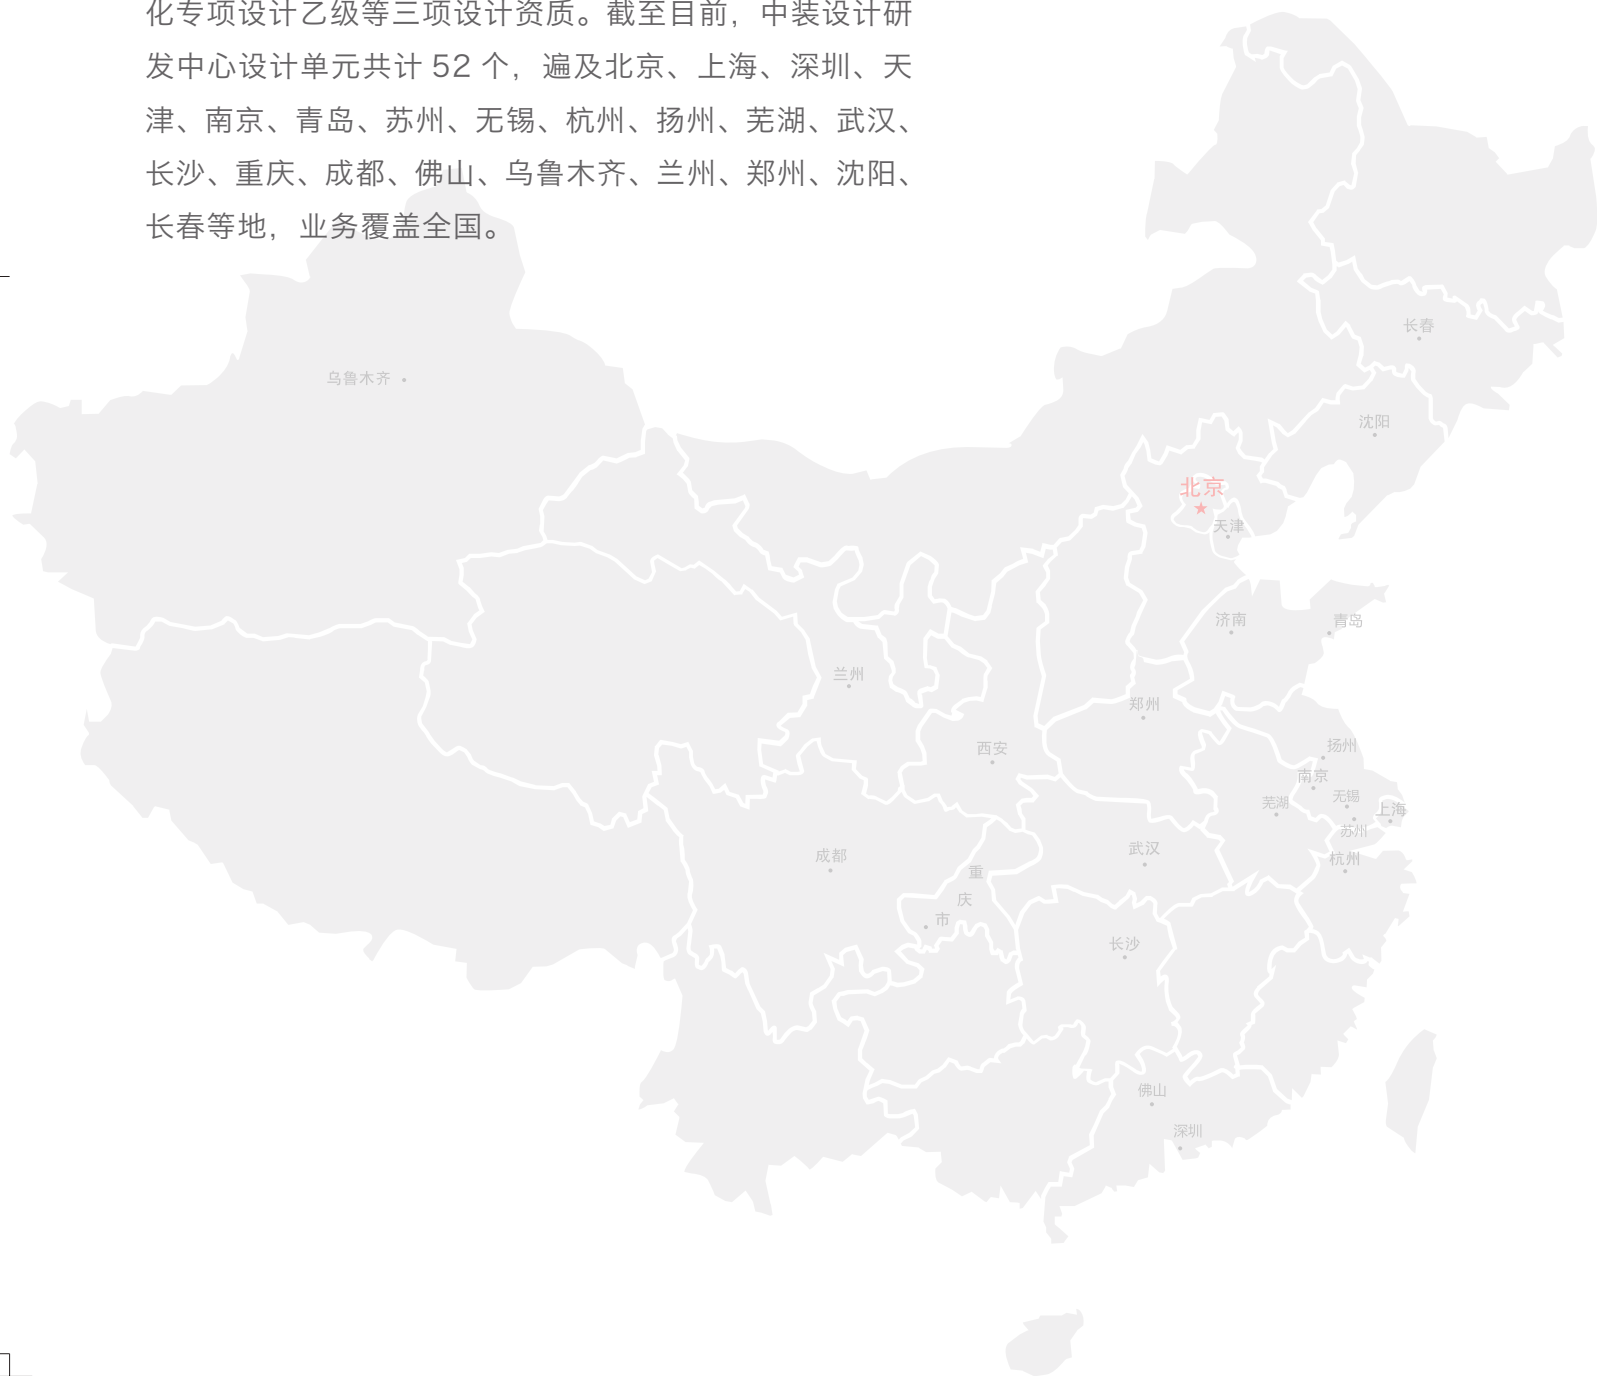 化专项设计乙级等三项设计资质。截至目前，中装设计研
发中心设计单元共计 52 个，遍及北京、上海、深圳、天
津、南京、青岛、苏州、无锡、杭州、扬州、芜湖、武汉、
长沙、重庆、成都、佛山、乌鲁木齐、兰州、郑州、沈阳、
长春等地，业务覆盖全国。
长春
乌鲁木齐
沈阳
北京
天津
济南
青岛
兰州
郑州
西安
扬州
南京
无锡
芜湖
上海
苏州
武汉
成都
杭州
重
庆
市
长沙
佛山
深圳